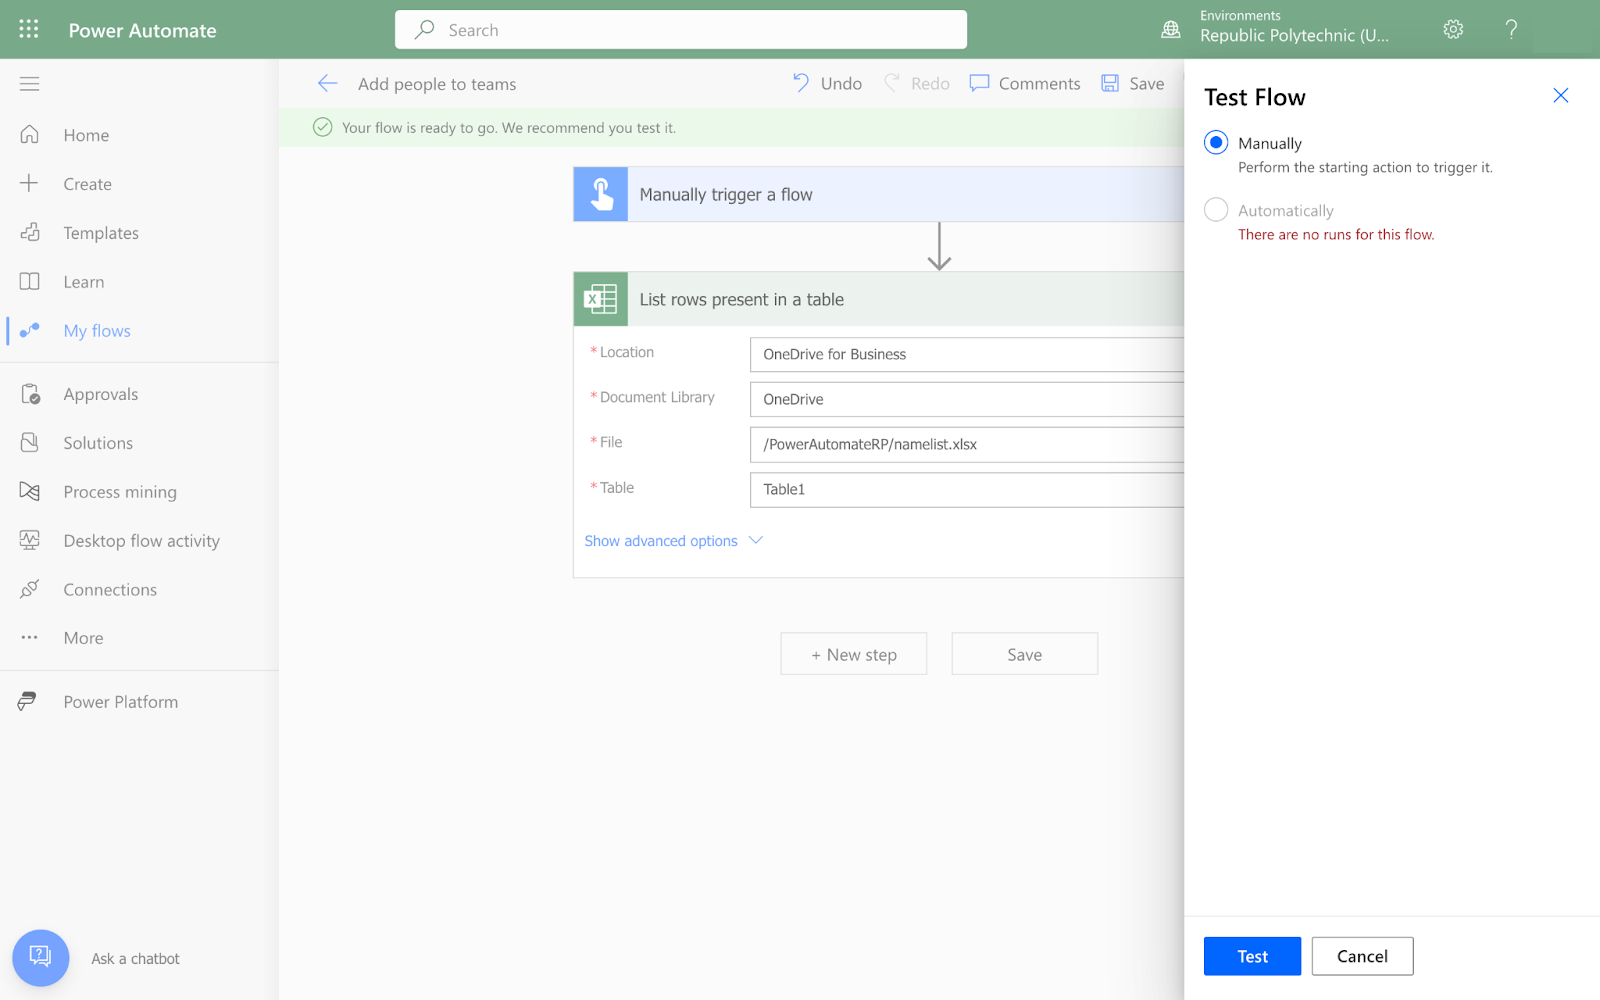 Power Automate
Search
Environments
Republic Polytechnic (U...
?
Home
Create
Templates
Learn
My flows
Approvals
Solutions
Process mining
Desktop flow activity
Connections
More
Power Platform
Ask a chatbot
Add people to teams
Undo
Redo
Comments
Save
Your flow is ready to go. We recommend you test it.
Manually trigger a flow
List rows present in a table
* Location
OneDrive for Business
* Document Library
OneDrive
* File
/PowerAutomateRP/namelist.xlsx
* Table
Table1
Show advanced options
+ New step
Save
Test Flow
Manually
Perform the starting action to trigger it.
Automatically
There are no runs for this flow.
Test
Cancel